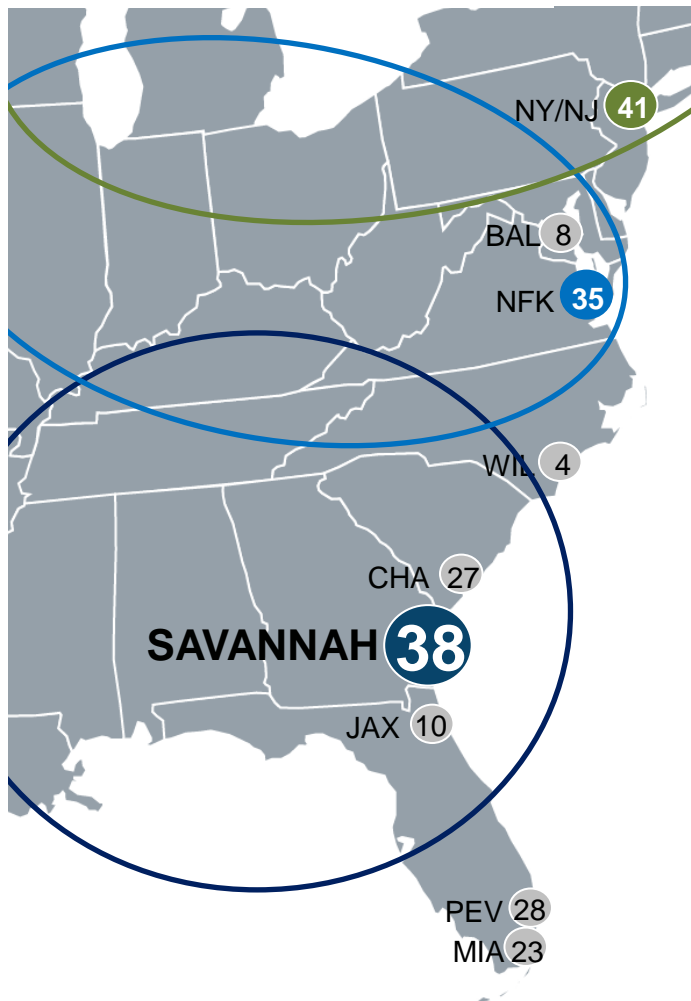 NY/NJ 41
BAL 8
NFK 35
WIL 4
CHA 27
SAVANNAH 38
JAX 10
PEV 28
MIA 23